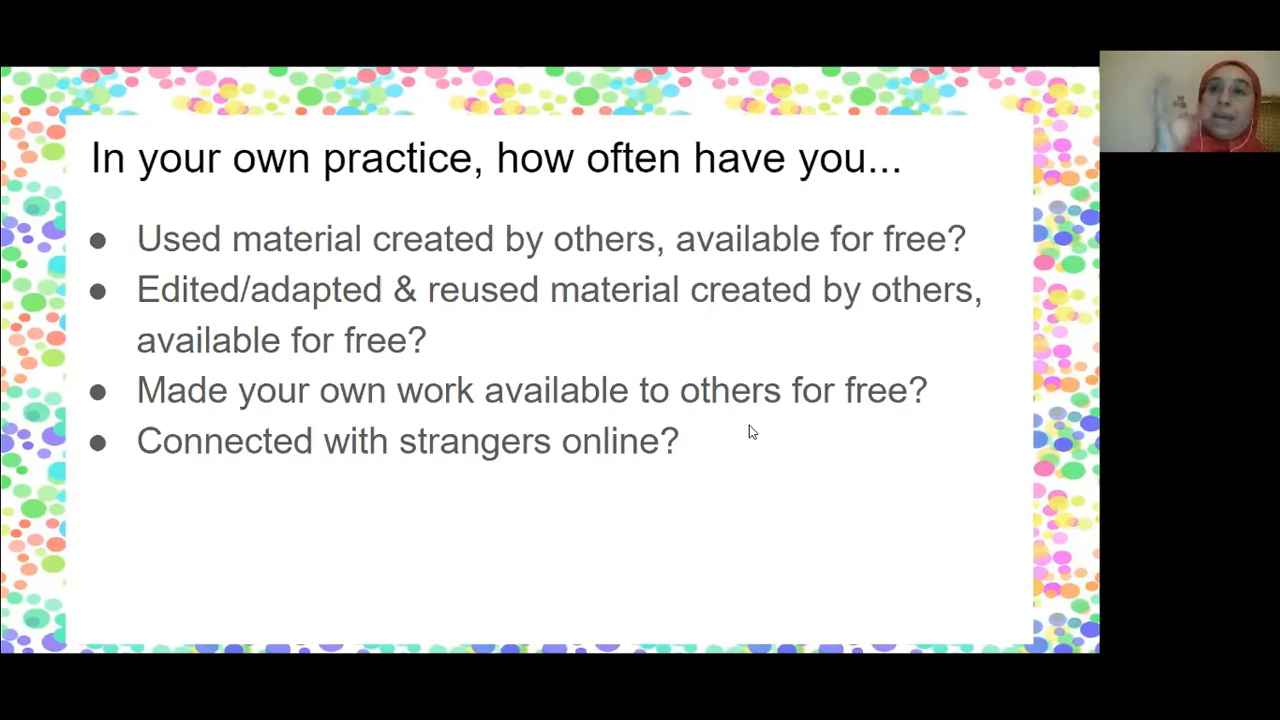 In your own practice, how often have you...
● Used material created by others, available for free?
● Edited/adapted & reused material created by others,
available for free?
● Made your own work available to others for free?
● Connected with strangers online?